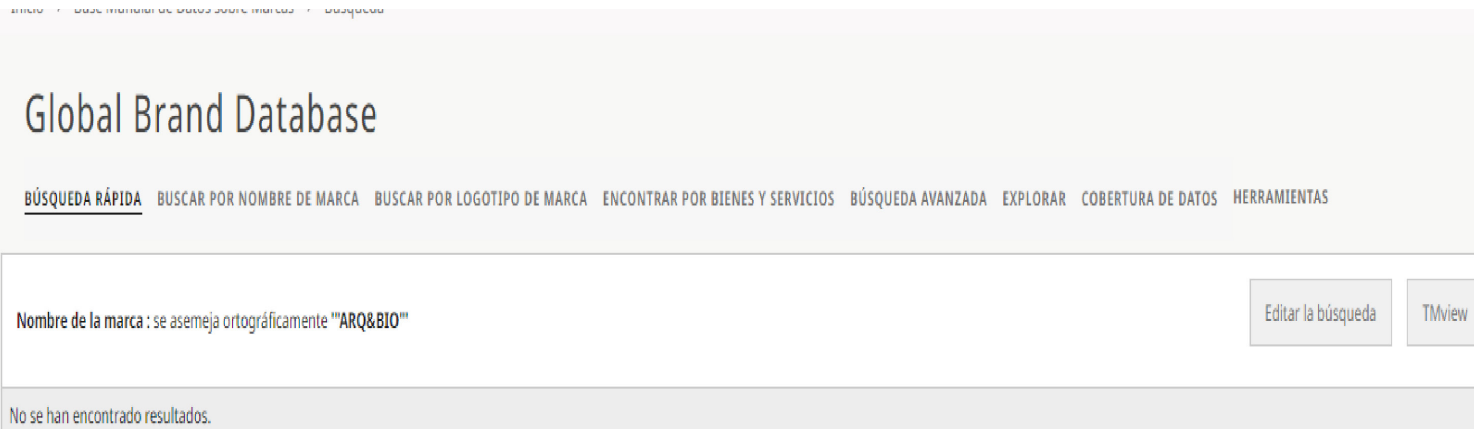 Global Brand Database
BÚSQUEDA RÁPIDA BUSCAR POR NOMBRE DE MARCA BUSCAR POR LOGOTIPO DE MARCA ENCONTRAR POR BIENES Y SERVICIOS BÚSQUEDA AVANZADA EXPLORAR COBERTURA DE DATOS HERRAMIENTAS
Nombre de la marca : se asemeja ortográficamente "'ARQ&BIO'"
Editar la búsqueda TMview
No se han encontrado resultados.